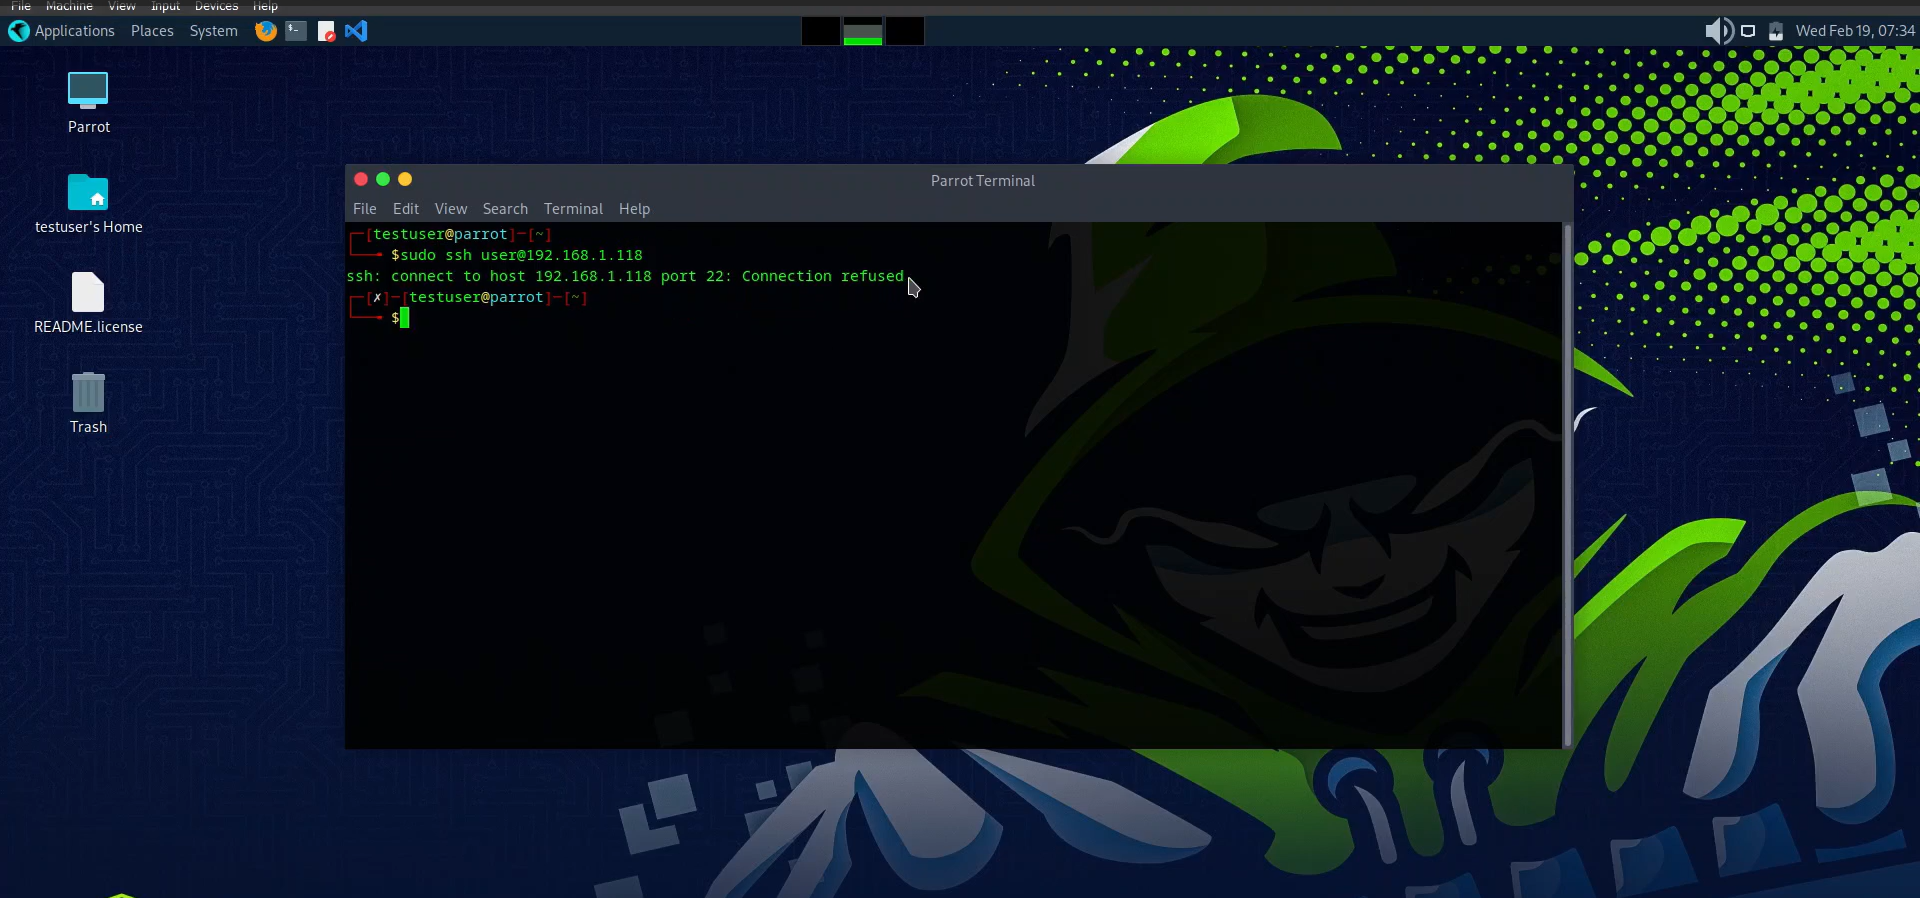 File Machine View Input Devices Help
Applications Places System Wed Feb 19, 07:34
Parrot
testuser's Home
README.license
Trash
Parrot Terminal
File Edit View Search Terminal Help
┌─[testuser@parrot]─[~]
└──╼ $sudo ssh user@192.168.1.118
ssh: connect to host 192.168.1.118 port 22: Connection refused
┌─[✗]─[testuser@parrot]─[~]
└──╼ $